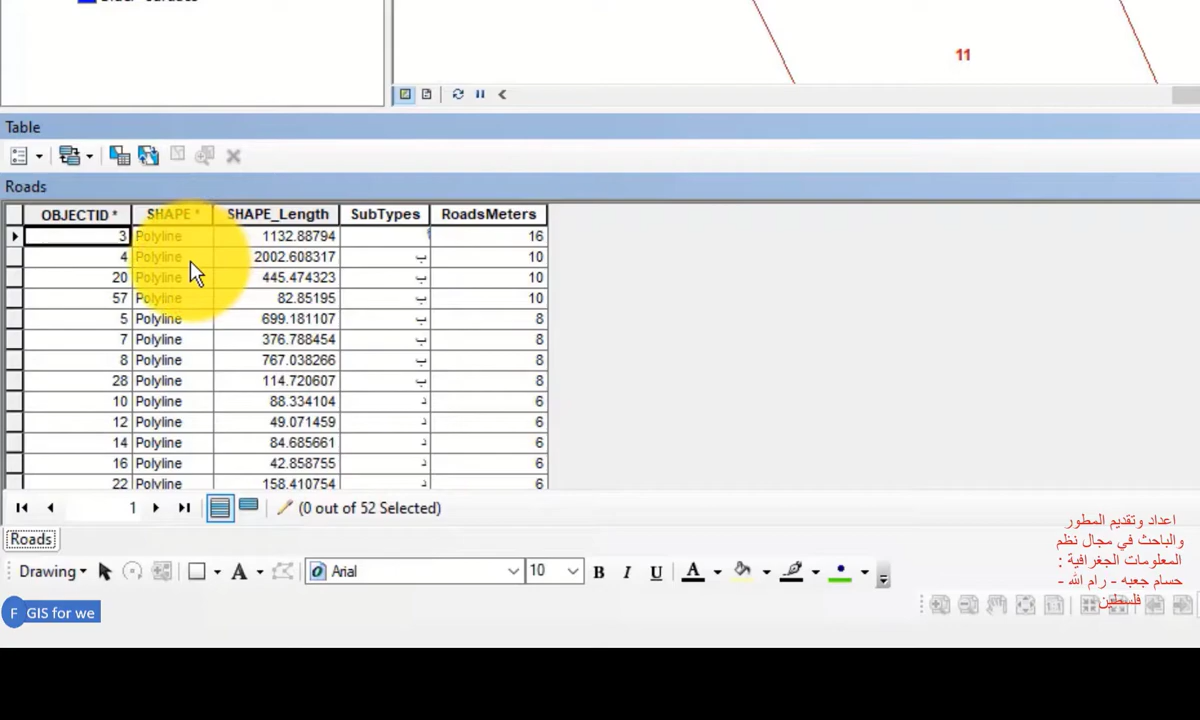 11
Table
Roads
OBJECTID * SHAPE * SHAPE_Length SubTypes RoadsMeters
3 Polyline 1132.88794 16
4 Polyline 2002.608317 ب 10
20 Polyline 445.474323 ب 10
57 Polyline 82.85195 ب 10
5 Polyline 699.181107 ب 8
7 Polyline 376.788454 ب 8
8 Polyline 767.038266 ب 8
28 Polyline 114.720607 ب 8
10 Polyline 88.334104 د 6
12 Polyline 49.071459 د 6
14 Polyline 84.685661 د 6
16 Polyline 42.858755 د 6
22 Polyline 158.410754 د 6
1 (0 out of 52 Selected)
Roads
Drawing A Arial 10 B I U A
F GIS for we
اعداد وتقديم المطور
والباحث في مجال نظم
المعلومات الجغرافية :
حسام جعبه - رام الله -
فلسطين